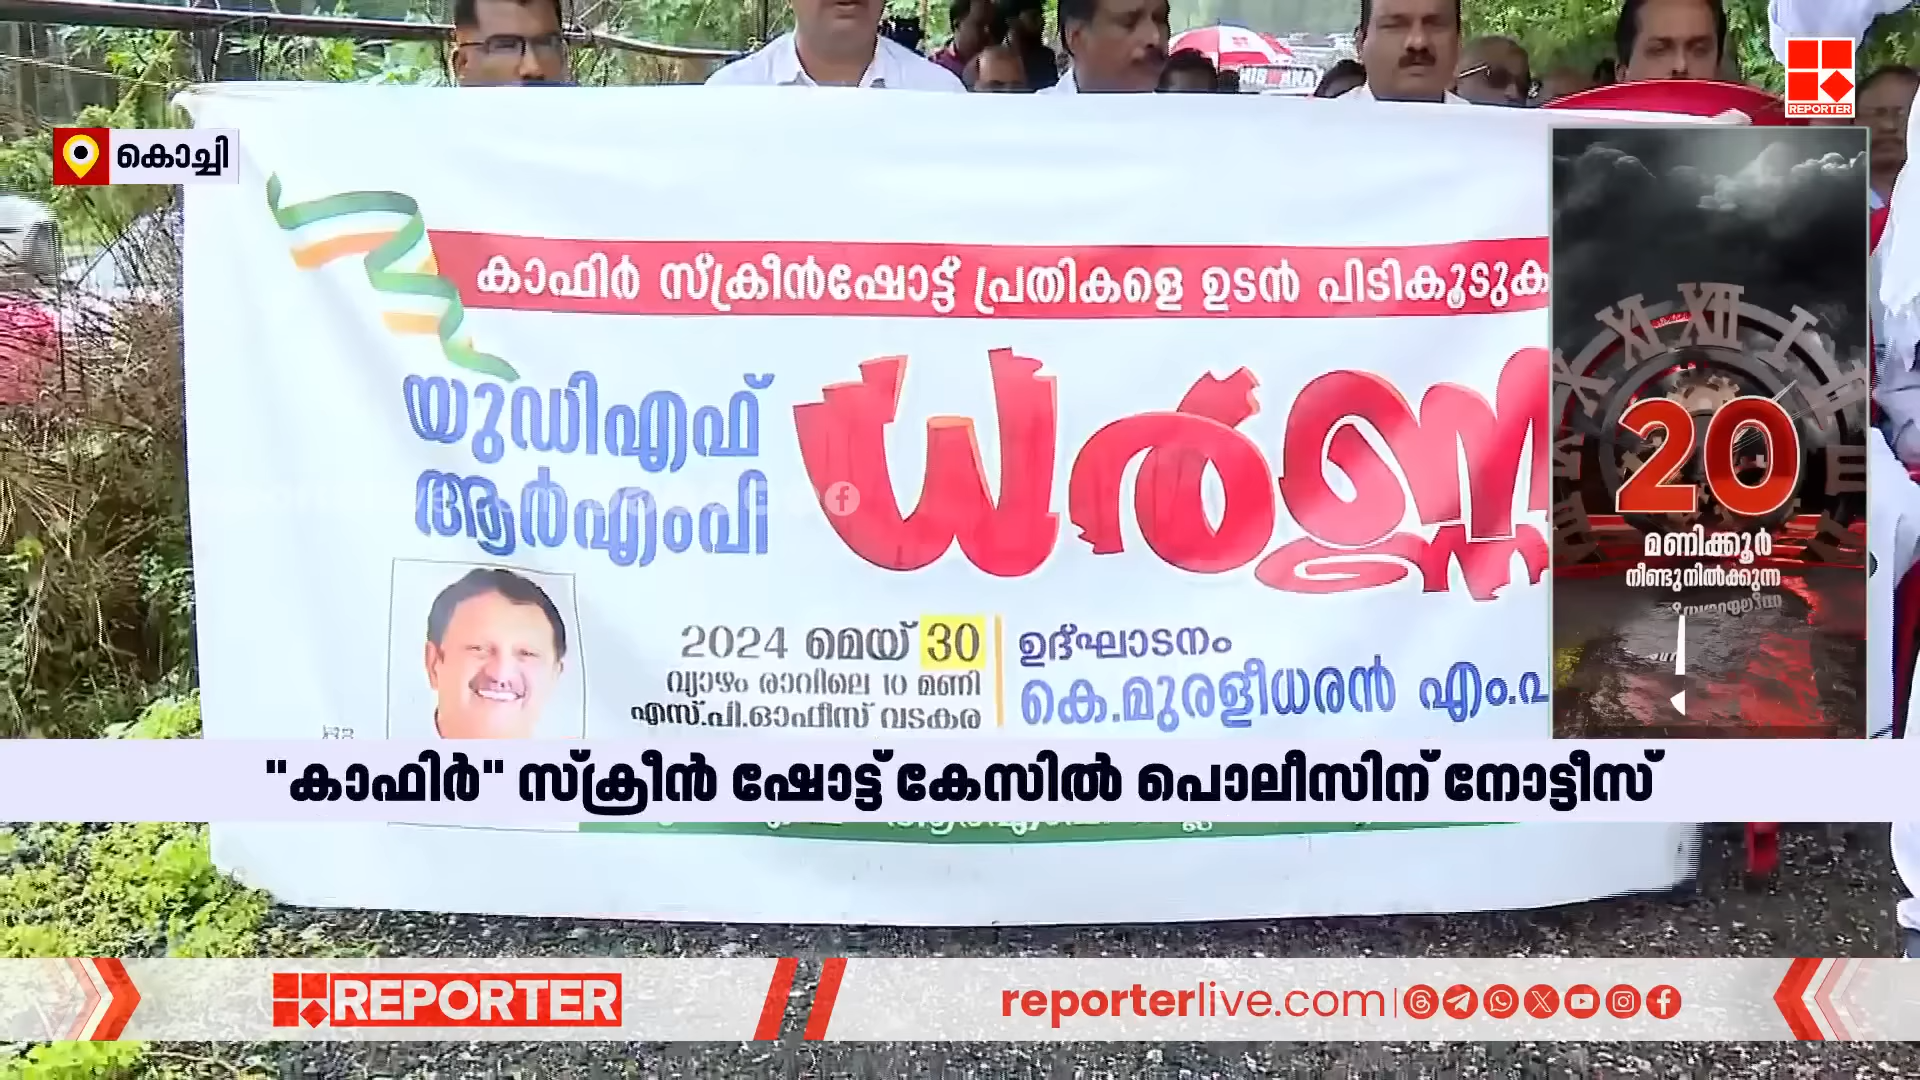 REPORTER
കൊച്ചി
കാഫിർ സ്ക്രീൻഷോട്ട് പ്രതികളെ ഉടൻ പിടികൂടുക
യുഡിഎഫ്
ആർഎംപി
ധർണ്ണ
2024 മെയ് 30
വ്യാഴം രാവിലെ 10 മണി
എസ്.പി.ഓഫീസ് വടകര
ഉദ്ഘാടനം
കെ.മുരളീധരൻ
20
മണിക്കൂർ
നീണ്ടുനിൽക്കുന്ന
"കാഫിർ" സ്ക്രീൻ ഷോട്ട് കേസിൽ പൊലീസിന് നോട്ടീസ്
REPORTER
reporterlive.com